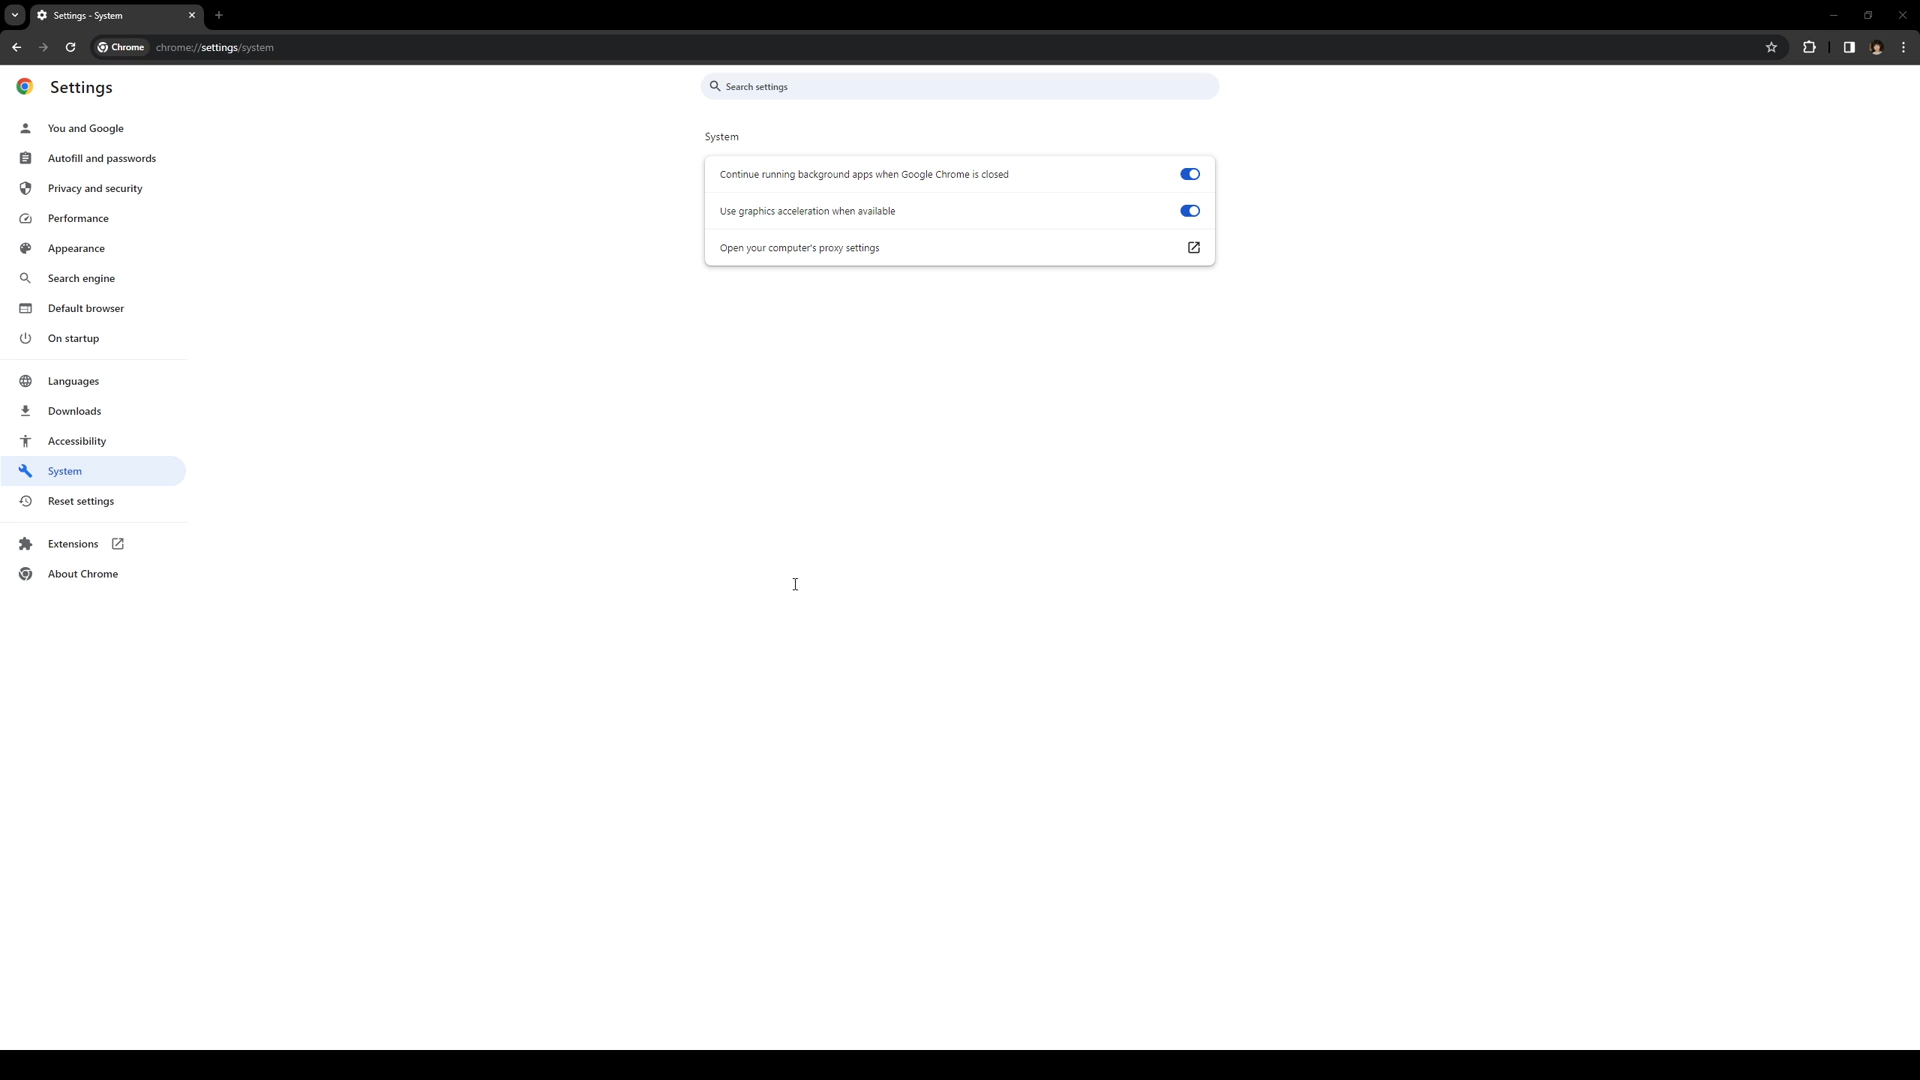 Settings - System
Chrome
chrome://settings/system
Settings
Search settings
You and Google
Autofill and passwords
Privacy and security
Performance
Appearance
Search engine
Default browser
On startup
Languages
Downloads
Accessibility
System
Reset settings
Extensions
About Chrome
System
Continue running background apps when Google Chrome is closed
Use graphics acceleration when available
Open your computer's proxy settings